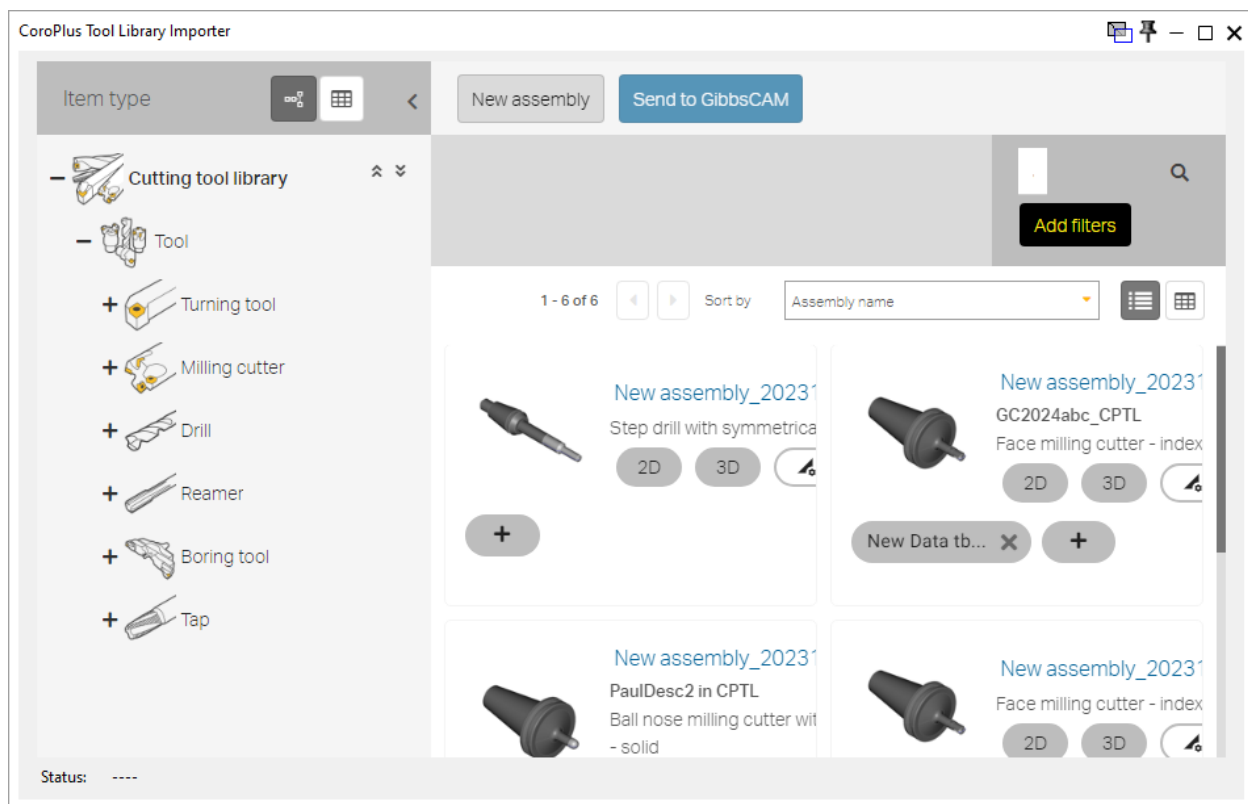 CoroPlus Tool Library Importer
Item type
New assembly
Send to GibbsCAM
Cutting tool library
Tool
Turning tool
Milling cutter
Drill
Reamer
Boring tool
Tap
Add filters
1 - 6 of 6
Sort by
Assembly name
New assembly_20231
Step drill with symmetrica
2D
3D
New assembly_20231
GC2024abc_CPTL
Face milling cutter - index
2D
3D
New Data tb...
New assembly_20231
PaulDesc2 in CPTL
Ball nose milling cutter wit
- solid
New assembly_20231
Face milling cutter - index
2D
3D
Status: ----